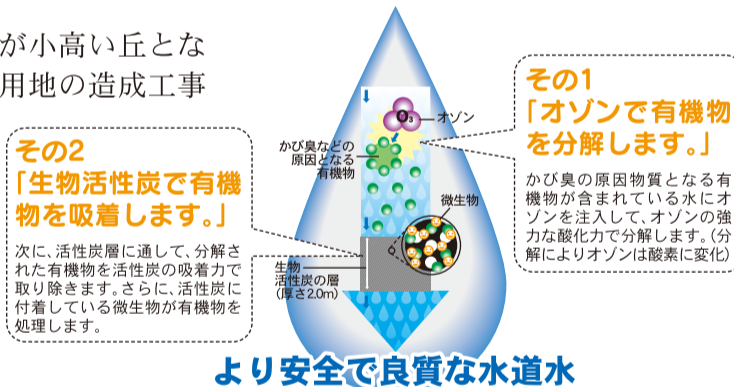 が小高い丘とな
用地の造成工事
その1
「オゾンで有機物
を分解します。」
かび臭の原因物質となる有
機物が含まれている水にオ
ゾンを注入して、オゾンの強
力な酸化力で分解します。(分
解によりオゾンは酸素に変化)
その2
「生物活性炭で有機
物を吸着します。」
次に、活性炭層に通して、分解さ
れた有機物を活性炭の吸着力で
取り除きます。さらに、活性炭に
付着している微生物が有機物を
処理します。
O₃
オゾン
かび臭などの
原因となる
有機物
微生物
生物
活性炭の層
(厚さ2.0m)
より安全で良質な水道水